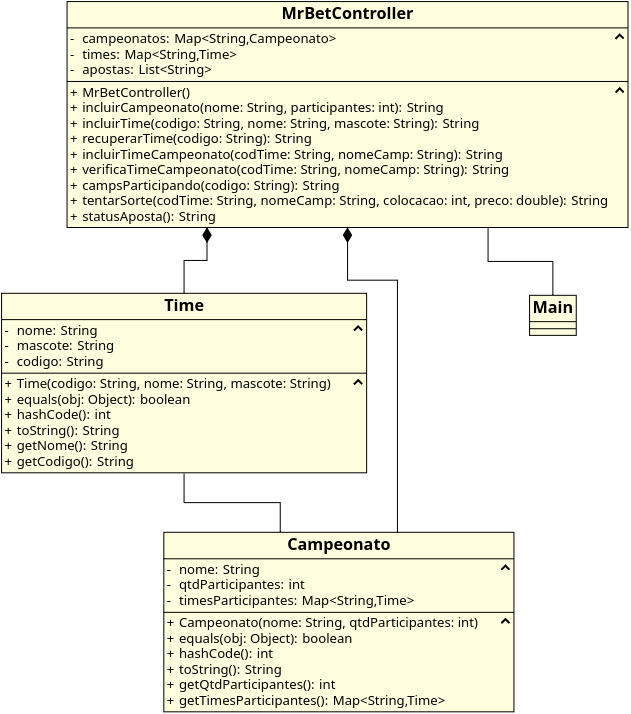 MrBetController
- campeonatos: Map<String,Campeonato>
- times: Map<String,Time>
- apostas: List<String>
+ MrBetController()
+ incluirCampeonato(nome: String, participantes: int): String
+ incluirTime(codigo: String, nome: String, mascote: String): String
+ recuperarTime(codigo: String): String
+ incluirTimeCampeonato(codTime: String, nomeCamp: String): String
+ verificaTimeCampeonato(codTime: String, nomeCamp: String): String
+ campsParticipando(codigo: String): String
+ tentarSorte(codTime: String, nomeCamp: String, colocacao: int, preco: double): String
+ statusAposta(): String
Time
- nome: String
- mascote: String
- codigo: String
+ Time(codigo: String, nome: String, mascote: String)
+ equals(obj: Object): boolean
+ hashCode(): int
+ toString(): String
+ getNome(): String
+ getCodigo(): String
Main
Campeonato
- nome: String
- qtdParticipantes: int
- timesParticipantes: Map<String,Time>
+ Campeonato(nome: String, qtdParticipantes: int)
+ equals(obj: Object): boolean
+ hashCode(): int
+ toString(): String
+ getQtdParticipantes(): int
+ getTimesParticipantes(): Map<String,Time>